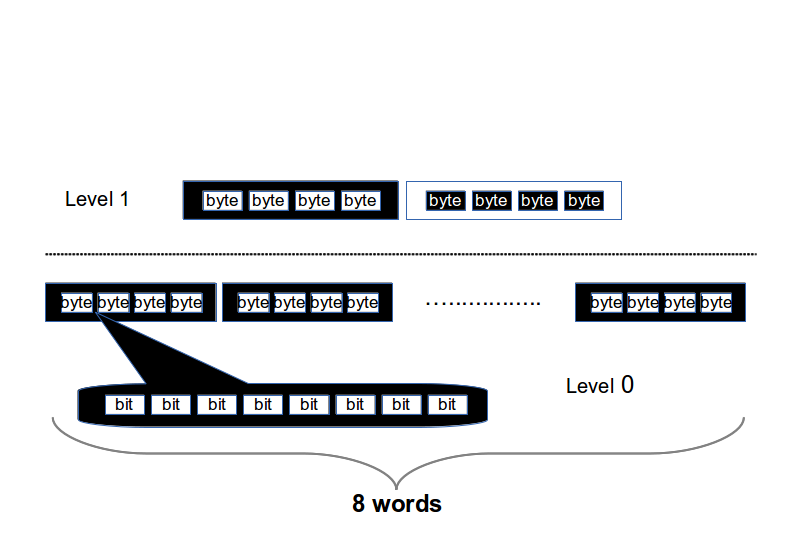 Level 1 byte byte byte byte byte byte byte byte
byte byte byte byte byte byte byte byte ................ byte byte byte byte
Level 0
bit bit bit bit bit bit bit bit
8 words